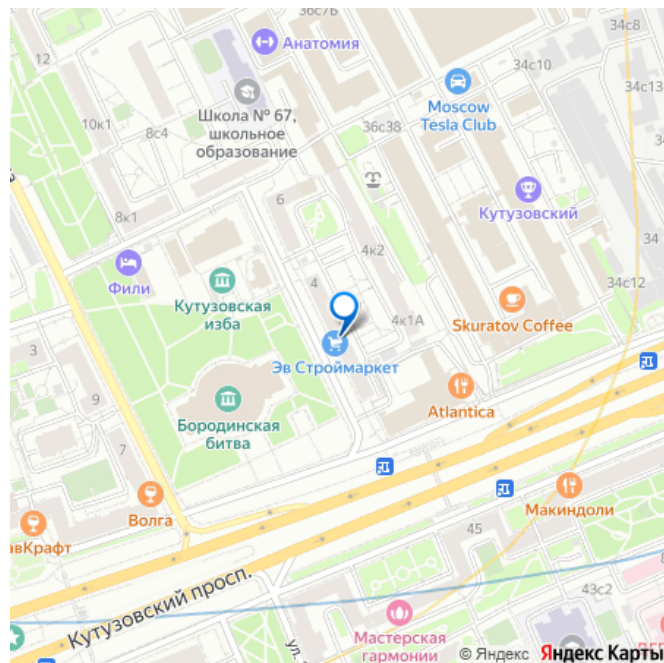 36с7Б
34с8
Анатомия
12
34с10
Школа № 67,
школьное
образование
Moscow
Tesla Club
34с13
10к1
8с4
36с38
6
Кутузовский
8к1
4к2
34
Фили
Кутузовская
изба
4
34с12
4к1А
Skuratov Coffee
3
Эв Строймаркет
9
Бородинская
битва
Atlantica
7
Волга
Макиндоли
авКрафт
45
Кутузовский просп.
43с2
ул.
Мастерская
гармонии
© Яндекс Яндекс Карты